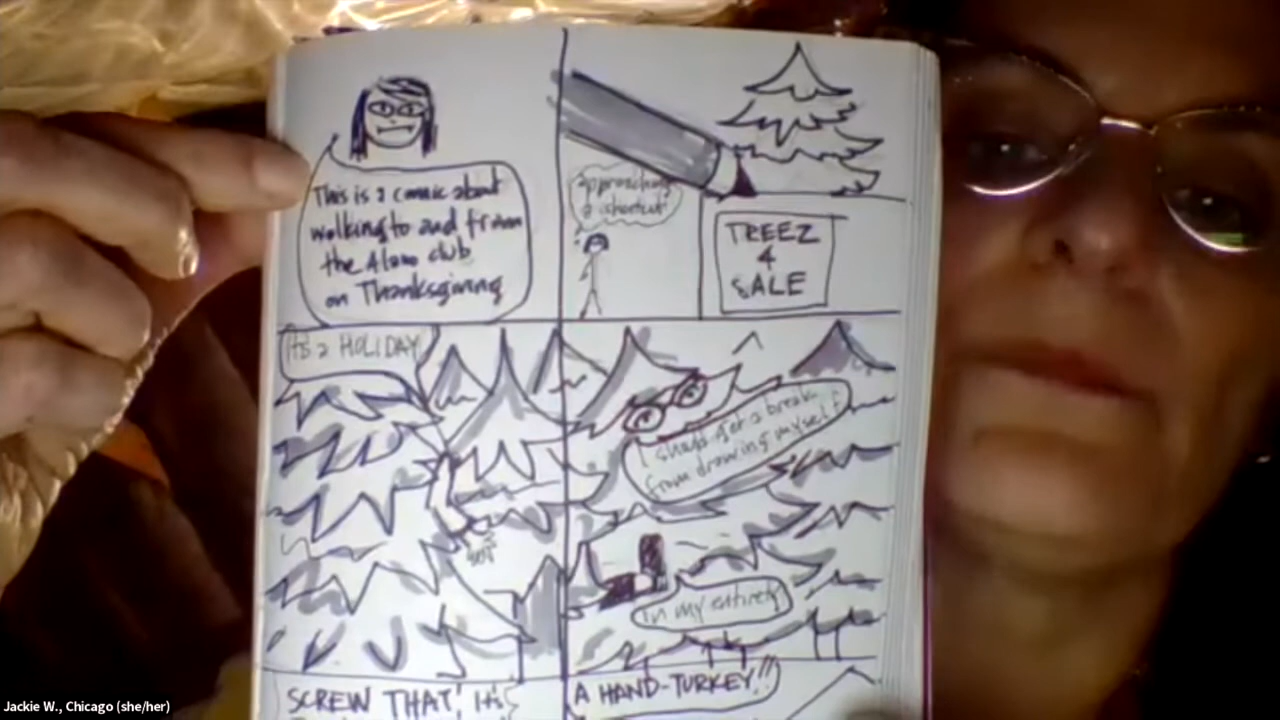 This is a comic about
walking to and from
the Alano club
on Thanksgiving
approaching
a shortcut
TREEZ
4
SALE
It's a HOLIDAY
I get a break
from drawing myself
in my entirety
SCREW THAT! It's
A HAND-TURKEY!!
Jackie W., Chicago (she/her)